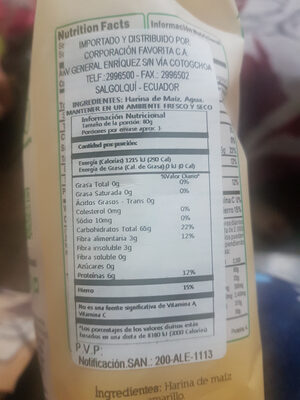 Nutrition Facts
IMPORTADO Y DISTRIBUIDO POR:
CORPORACIÓN FAVORITA C.A.
AV. GENERAL ENRÍQUEZ S/N VÍA COTOGCHOA
TELF.: 2996500 - FAX.: 2996502
SALGOLQUÍ - ECUADOR
INGREDIENTES: Harina de Maíz, Agua.
MANTENER EN UN AMBIENTE FRESCO Y SECO
Información Nutricional
Tamaño de la porción: 80g
Porciones por envase aprox: 3
Cantidad por porción:
Energía (Calorías) 1215 kJ (290 Cal)
Energía de Grasa (Cal. de Grasa) 0 kJ (0 Cal)
%Valor Diario*
Grasa Total 0g 0%
Grasa Saturada 0g 0%
Ácidos Grasos - Trans 0g
Colesterol 0mg 0%
Sodio 10mg 0%
Carbohidratos Total 66g 22%
Fibra alimentaria 3g 12%
Fibra insoluble 3g
Fibra soluble 0g
Azúcares 0g
Proteínas 6g 12%
Hierro 15%
No es una fuente significativa de Vitamina A,
Vitamina C
*Los porcentajes de los valores diarios están
basados en una dieta de 8380 kJ (2000 Calorías)
P.V.P:
Notificación SAN.: 200-ALE-1113
Ingredientes: Harina de maíz
amarillo.